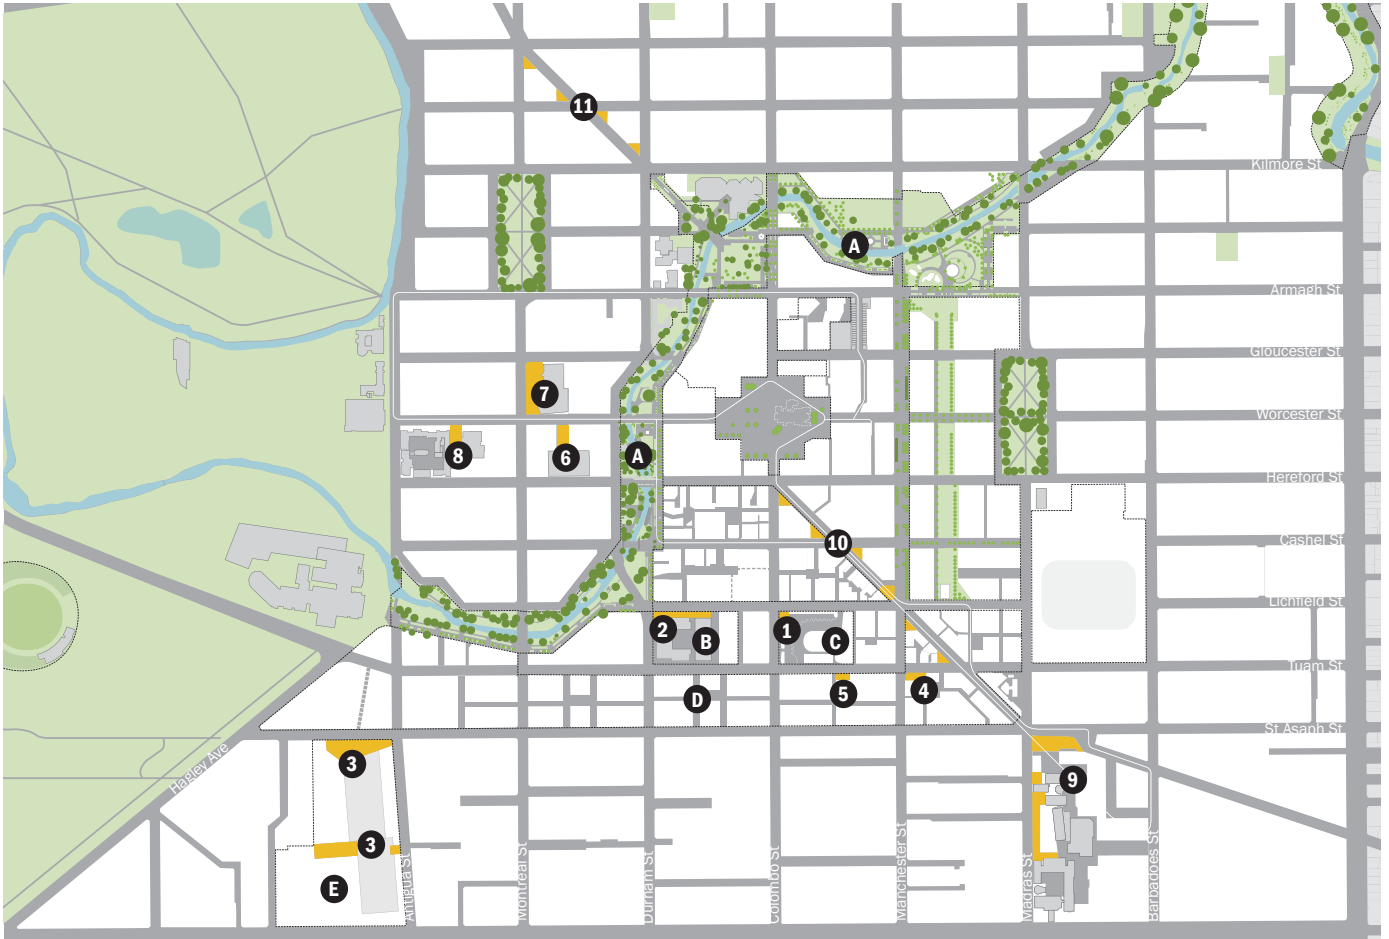 11
Kilmore St
A
Armagh St
Gloucester St
7
Worcester St
8
6
A
Hereford St
10
Cashel St
Lichfield St
2
B
1
C
Tuam St
D
5
4
H
St Asaph St
Hagley Ave
3
9
3
E
Antigua St
Montreal St
Durham St
Colombo St
Manchester St
Madras St
Barbadoes St